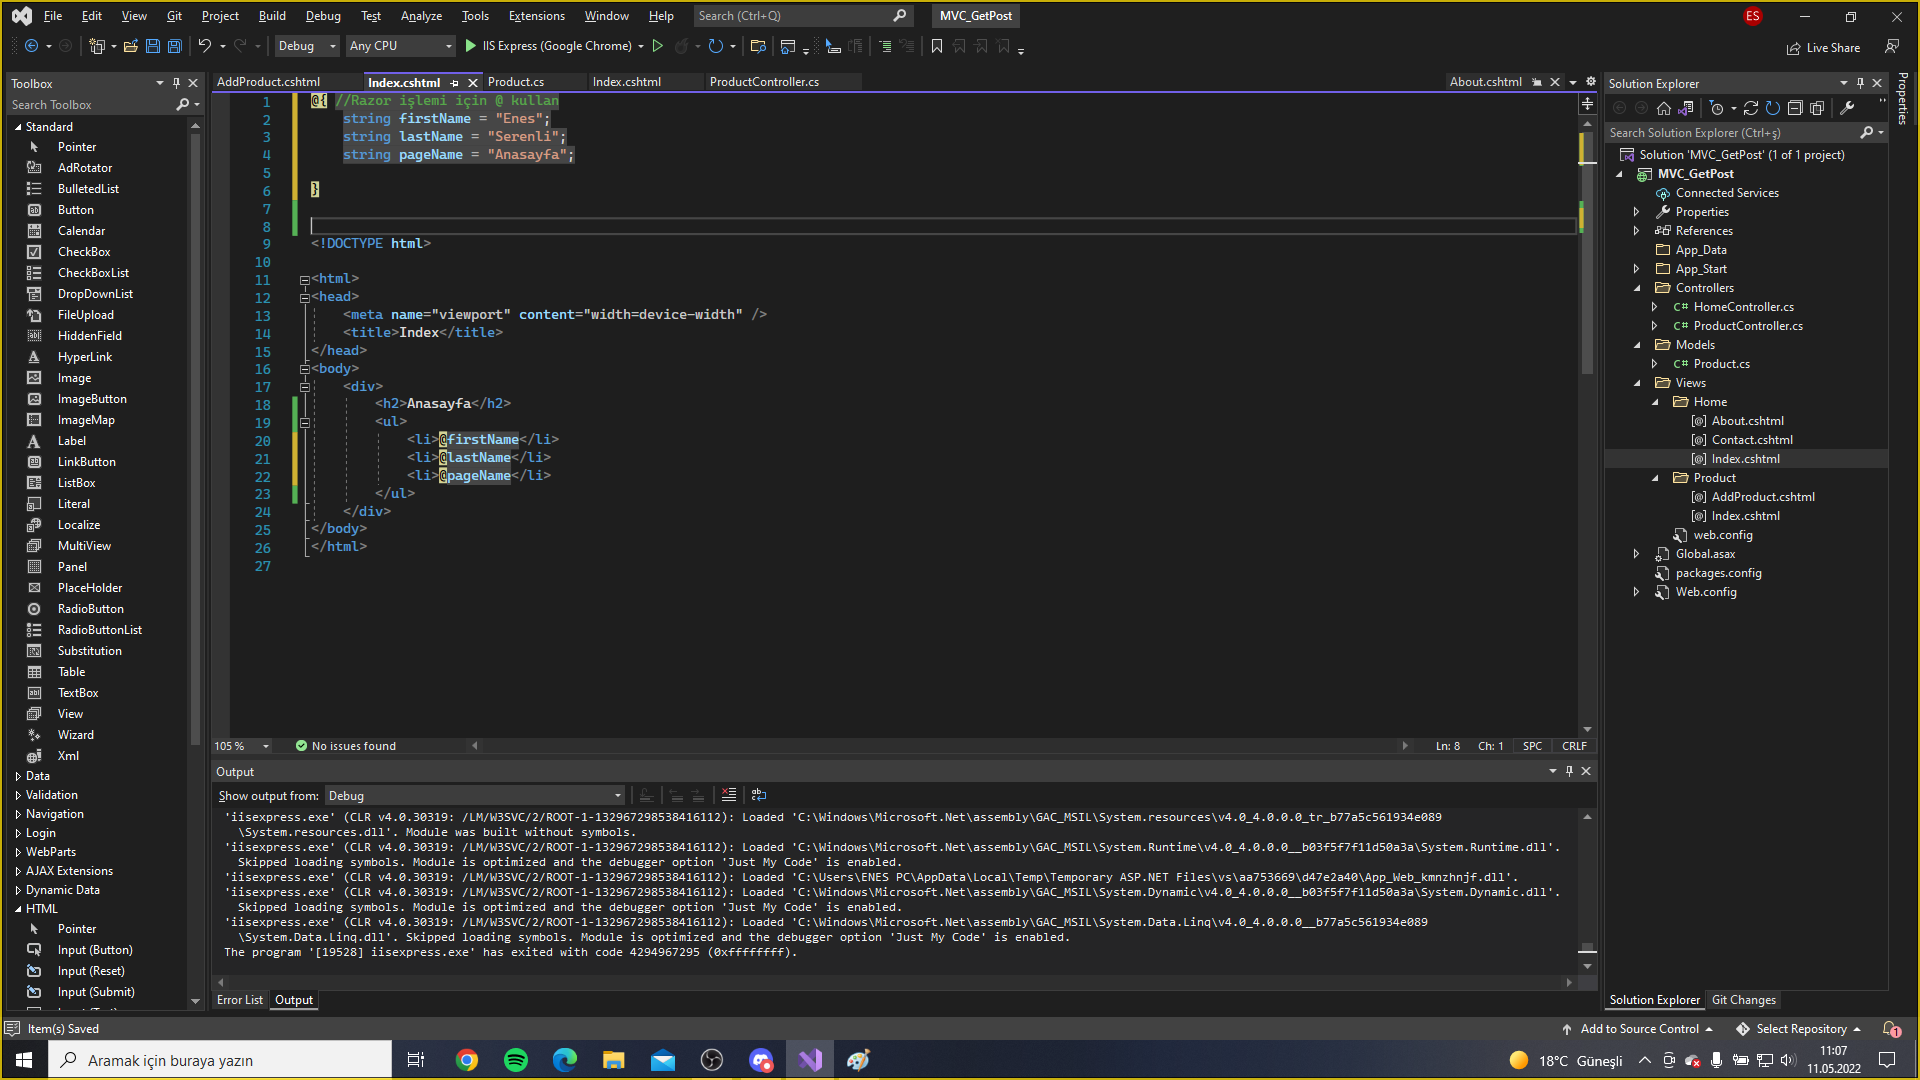 File Edit View Git Project Build Debug Test Analyze Tools Extensions Window Help Search (Ctrl+Q) MVC_GetPost ES
Debug Any CPU IIS Express (Google Chrome) Live Share
Toolbox
Search Toolbox
Standard
Pointer
AdRotator
BulletedList
Button
Calendar
CheckBox
CheckBoxList
DropDownList
FileUpload
HiddenField
HyperLink
Image
ImageButton
ImageMap
Label
LinkButton
ListBox
Literal
Localize
MultiView
Panel
PlaceHolder
RadioButton
RadioButtonList
Substitution
Table
TextBox
View
Wizard
Xml
Data
Validation
Navigation
Login
WebParts
AJAX Extensions
Dynamic Data
HTML
Pointer
Input (Button)
Input (Reset)
Input (Submit)
AddProduct.cshtml Index.cshtml Product.cs Index.cshtml ProductController.cs About.cshtml
1 @{ //Razor işlemi için @ kullan
2 string firstName = "Enes";
3 string lastName = "Serenli";
4 string pageName = "Anasayfa";
5
6 }
7
8
9 <!DOCTYPE html>
10
11 <html>
12 <head>
13 <meta name="viewport" content="width=device-width" />
14 <title>Index</title>
15 </head>
16 <body>
17 <div>
18 <h2>Anasayfa</h2>
19 <ul>
20 <li>@firstName</li>
21 <li>@lastName</li>
22 <li>@pageName</li>
23 </ul>
24 </div>
25 </body>
26 </html>
27
105 % No issues found Ln: 8 Ch: 1 SPC CRLF
Output
Show output from: Debug
'iisexpress.exe' (CLR v4.0.30319: /LM/W3SVC/2/ROOT-1-132967298538416112): Loaded 'C:\Windows\Microsoft.Net\assembly\GAC_MSIL\System.resources\v4.0_4.0.0.0_tr_b77a5c561934e089
\System.resources.dll'. Module was built without symbols.
'iisexpress.exe' (CLR v4.0.30319: /LM/W3SVC/2/ROOT-1-132967298538416112): Loaded 'C:\Windows\Microsoft.Net\assembly\GAC_MSIL\System.Runtime\v4.0_4.0.0.0__b03f5f7f11d50a3a\System.Runtime.dll'.
Skipped loading symbols. Module is optimized and the debugger option 'Just My Code' is enabled.
'iisexpress.exe' (CLR v4.0.30319: /LM/W3SVC/2/ROOT-1-132967298538416112): Loaded 'C:\Users\ENES PC\AppData\Local\Temp\Temporary ASP.NET Files\vs\aa753669\d47e2a40\App_Web_kmnzhnjf.dll'.
'iisexpress.exe' (CLR v4.0.30319: /LM/W3SVC/2/ROOT-1-132967298538416112): Loaded 'C:\Windows\Microsoft.Net\assembly\GAC_MSIL\System.Dynamic\v4.0_4.0.0.0__b03f5f7f11d50a3a\System.Dynamic.dll'.
Skipped loading symbols. Module is optimized and the debugger option 'Just My Code' is enabled.
'iisexpress.exe' (CLR v4.0.30319: /LM/W3SVC/2/ROOT-1-132967298538416112): Loaded 'C:\Windows\Microsoft.Net\assembly\GAC_MSIL\System.Data.Linq\v4.0_4.0.0.0__b77a5c561934e089
\System.Data.Linq.dll'. Skipped loading symbols. Module is optimized and the debugger option 'Just My Code' is enabled.
The program '[19528] iisexpress.exe' has exited with code 4294967295 (0xffffffff).
Error List Output
Solution Explorer
Search Solution Explorer (Ctrl+ş)
Solution 'MVC_GetPost' (1 of 1 project)
MVC_GetPost
Connected Services
Properties
References
App_Data
App_Start
Controllers
C# HomeController.cs
C# ProductController.cs
Models
C# Product.cs
Views
Home
About.cshtml
Contact.cshtml
Index.cshtml
Product
AddProduct.cshtml
Index.cshtml
web.config
Global.asax
packages.config
Web.config
Solution Explorer Git Changes
Properties
Item(s) Saved Add to Source Control Select Repository 1
Aramak için buraya yazın 18°C Güneşli 11:07
11.05.2022